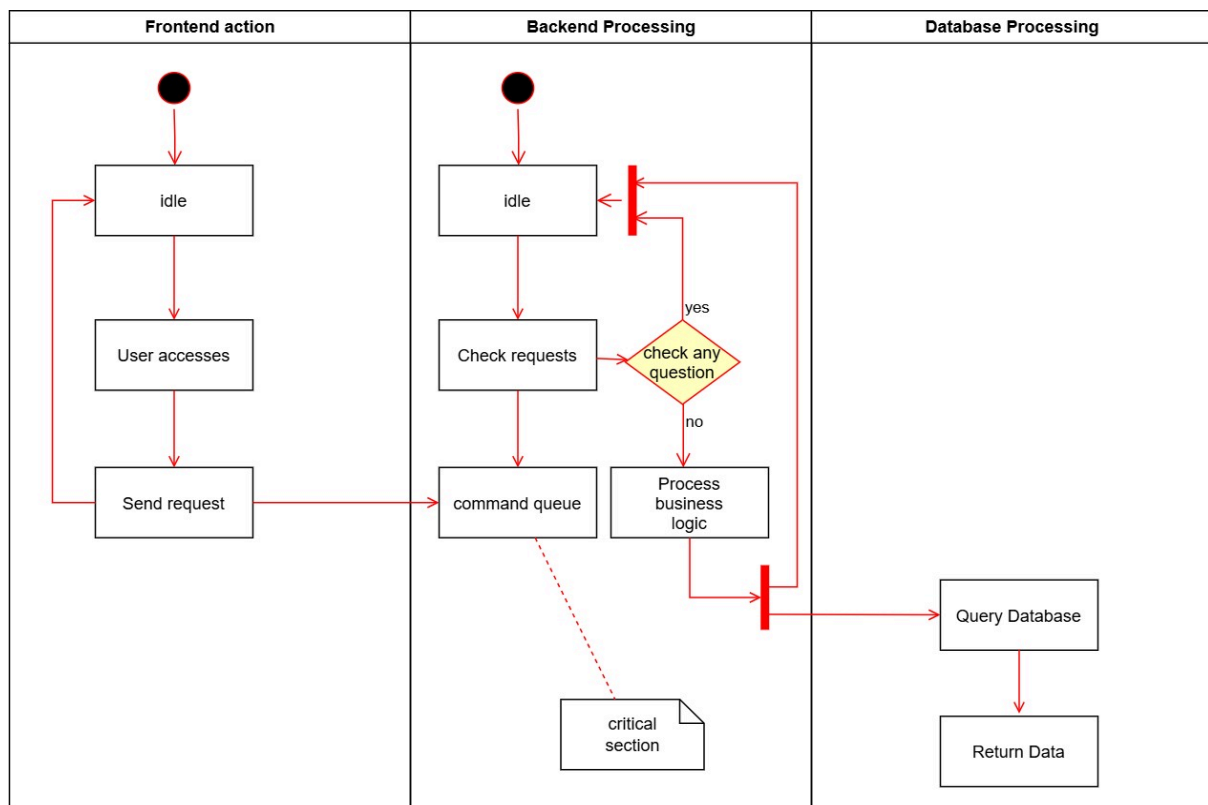 Frontend action
Backend Processing
Database Processing
idle
idle
yes
User accesses
Check requests
check any
question
no
Send request
command queue
Process
business
logic
Query Database
critical
section
Return Data